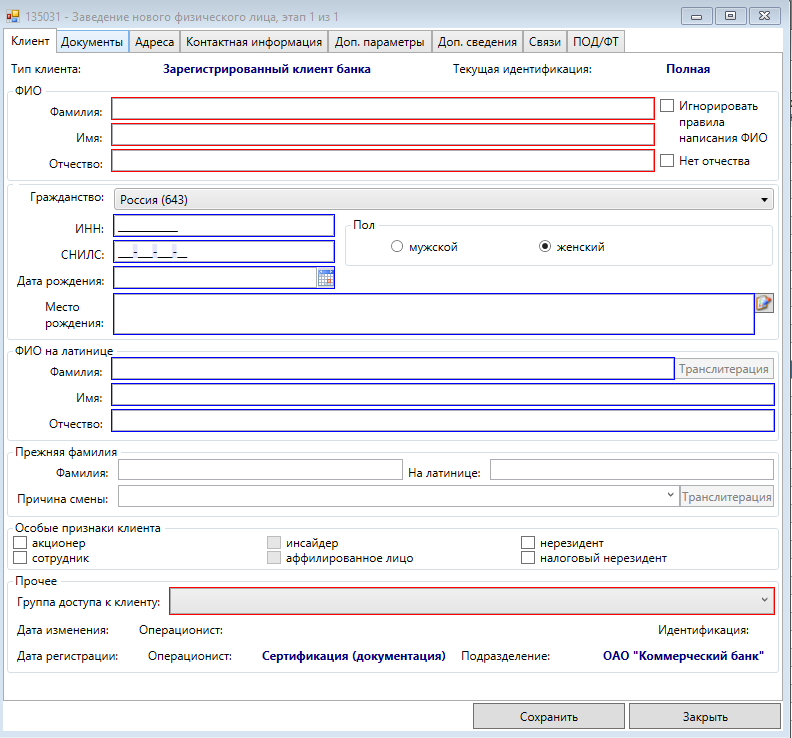 135031 - Заведение нового физического лица, этап 1 из 1
Клиент Документы Адреса Контактная информация Доп. параметры Доп. сведения Связи ПОД/ФТ
Тип клиента: Зарегистрированный клиент банка Текущая идентификация: Полная
ФИО
Фамилия: Игнорировать
правила
Имя: написания ФИО
Отчество: Нет отчества
Гражданство: Россия (643)
ИНН: ____________ Пол
СНИЛС: ___-___-___-__ мужской женский
Дата рождения:
Место
рождения:
ФИО на латинице
Фамилия: Транслитерация
Имя:
Отчество:
Прежняя фамилия
Фамилия: На латинице:
Причина смены: Транслитерация
Особые признаки клиента
акционер инсайдер нерезидент
сотрудник аффилированное лицо налоговый нерезидент
Прочее
Группа доступа к клиенту:
Дата изменения: Операционист: Идентификация:
Дата регистрации: Операционист: Сертификация (документация) Подразделение: ОАО "Коммерческий банк"
Сохранить Закрыть